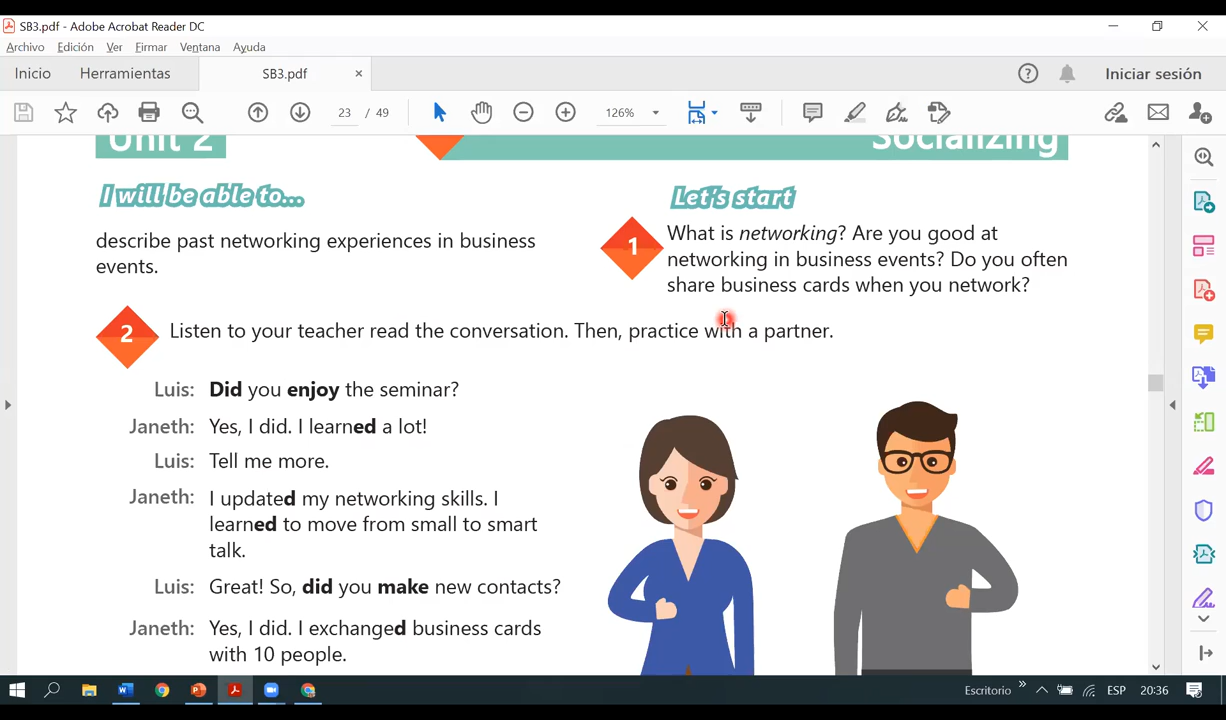 SB3.pdf - Adobe Acrobat Reader DC
Archivo Edición Ver Firmar Ventana Ayuda
Inicio Herramientas SB3.pdf × Iniciar sesión
23 / 49 126%
Unit 2 Socializing
I will be able to...
describe past networking experiences in business
events.
Let's start
1 What is networking? Are you good at
networking in business events? Do you often
share business cards when you network?
2 Listen to your teacher read the conversation. Then, practice with a partner.
Luis: Did you enjoy the seminar?
Janeth: Yes, I did. I learned a lot!
Luis: Tell me more.
Janeth: I updated my networking skills. I
learned to move from small to smart
talk.
Luis: Great! So, did you make new contacts?
Janeth: Yes, I did. I exchanged business cards
with 10 people.
Escritorio » ESP 20:36